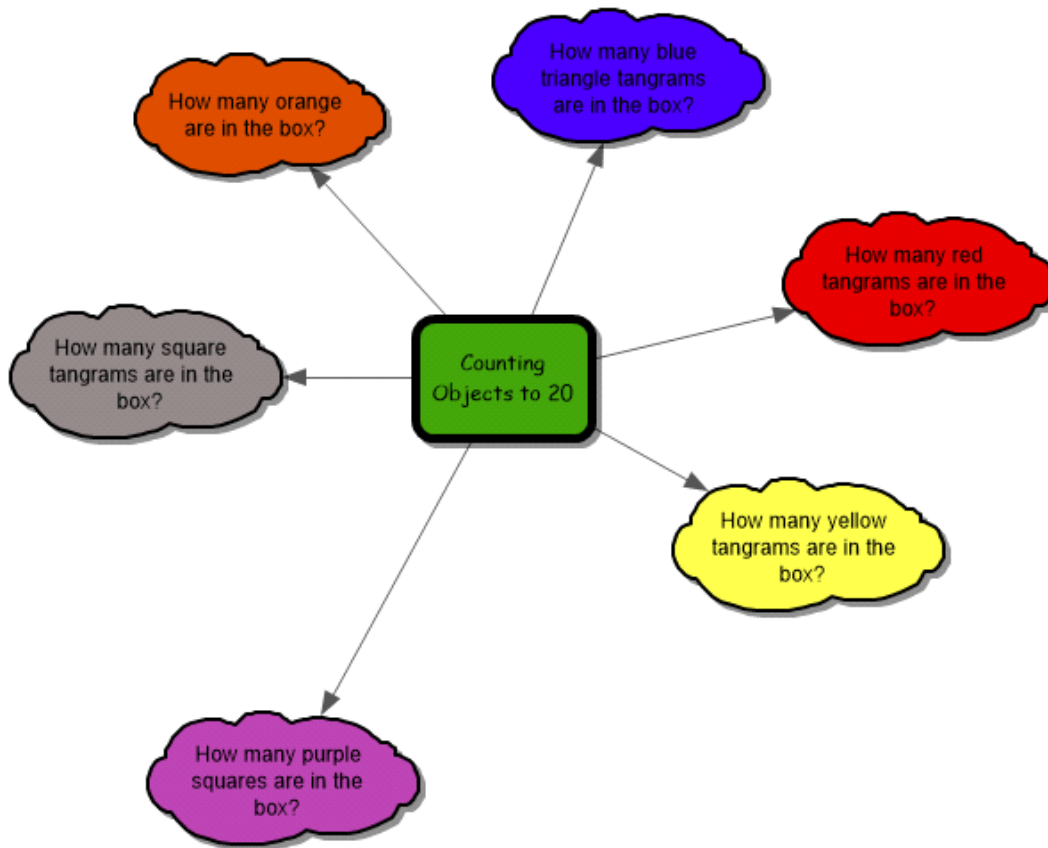 How many blue
triangle tangrams
are in the box?
How many orange
are in the box?
How many red
tangrams are in the
box?
How many square
tangrams are in the
box?
Counting
Objects to 20
How many yellow
tangrams are in the
box?
How many purple
squares are in the
box?